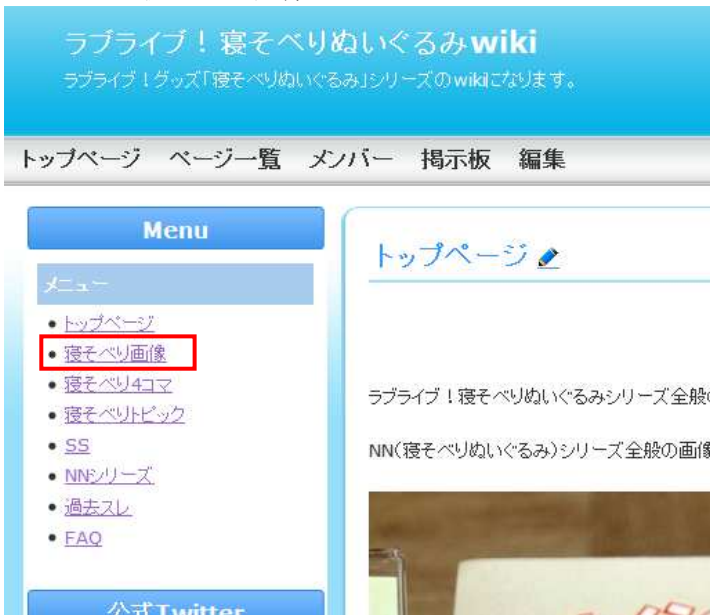 ラブライブ!寝そべりぬいぐるみwiki
ラブライブ!グッズ「寝そべりぬいぐるみ」シリーズのwikiになります。
トップページ ページ一覧 メンバー 掲示板 編集
Menu
メニュー
トップページ
寝そべり画像
寝そべり4コマ
寝そべりトピック
SS
NNシリーズ
過去スレ
FAQ
公式Twitter
トップページ
ラブライブ!寝そべりぬいぐるみシリーズ全般
NN(寝そべりぬいぐるみ)シリーズ全般の画像